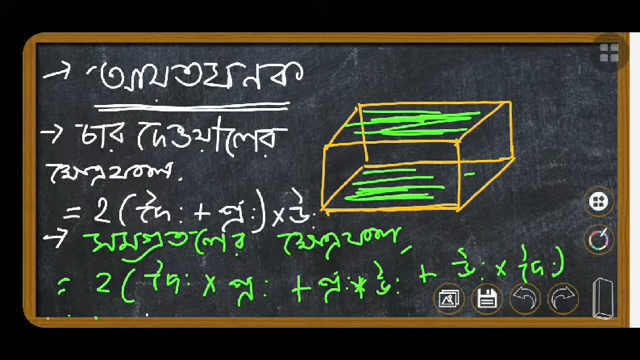 → আয়তঘনক
→ চার দেওয়ালের
ক্ষেত্রফল.
= 2 (দৈঃ + প্রঃ) × উঃ
→ সমগ্রতলের ক্ষেত্রফল,
= 2 (দৈঃ × প্রঃ + প্রঃ × উঃ + উঃ × দৈঃ)